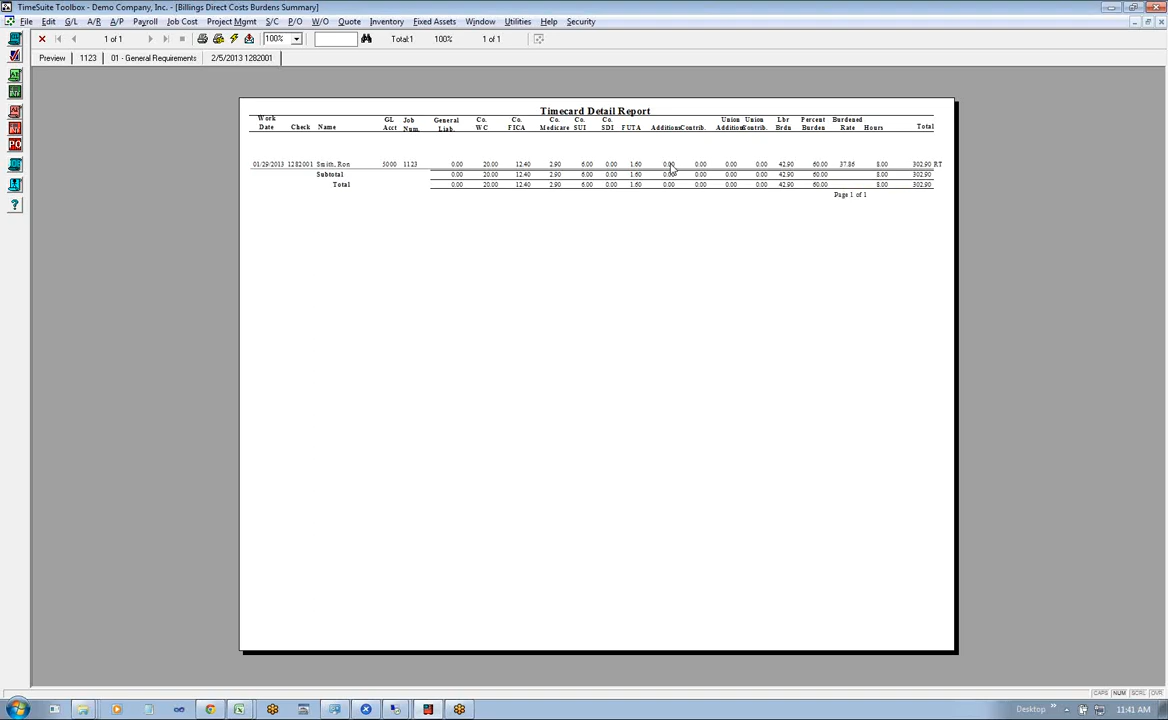 TimeSuite Toolbox - Demo Company, Inc. - [Billings Direct Costs Burdens Summary]
File Edit G/L A/R A/P Payroll Job Cost Project Mgmt S/C P/O W/O Quote Inventory Fixed Assets Window Utilities Help Security
1 of 1 100% Total:1 100% 1 of 1
Preview 1123 01 - General Requirements 2/5/2013 1282001
Timecard Detail Report
Work Date Check Name GL Acct Job Num. General Liab. Co. WC Co. FICA Co. Medicare Co. SUI Co. SDI FUTA Additions Contrib. Union Addition Union Contrib. Lbr Brdn Percent Burden Burdened Rate Hours Total
01/29/2013 1282001 Smith, Ron 5000 1123 0.00 20.00 12.40 2.90 6.00 0.00 1.60 0.00 0.00 0.00 0.00 42.90 60.00 37.86 8.00 302.90 RT
Subtotal 0.00 20.00 12.40 2.90 6.00 0.00 1.60 0.00 0.00 0.00 0.00 42.90 60.00 8.00 302.90
Total 0.00 20.00 12.40 2.90 6.00 0.00 1.60 0.00 0.00 0.00 0.00 42.90 60.00 8.00 302.90
Page 1 of 1
PO
CAPS NUM SCRL OVR
Desktop 11:41 AM